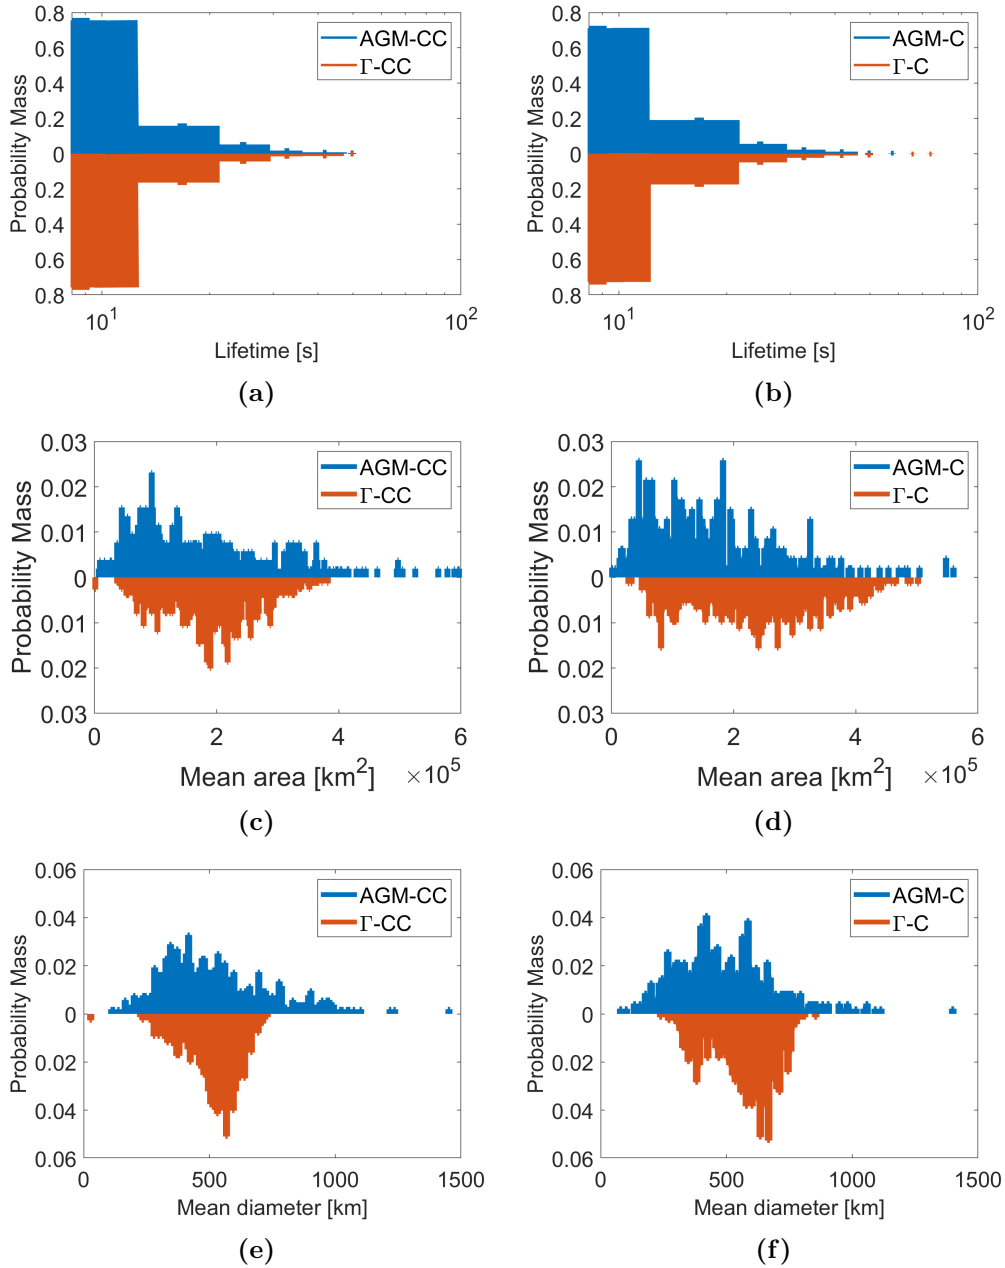 0.8
0.6
0.4
0.2
0
0.2
0.4
0.6
0.8
Probability Mass
AGM-CC
Γ-CC
10^1
10^2
Lifetime [s]
(a)
0.8
0.6
0.4
0.2
0
0.2
0.4
0.6
0.8
Probability Mass
AGM-C
Γ-C
10^1
10^2
Lifetime [s]
(b)
0.03
0.02
0.01
0
0.01
0.02
0.03
Probability Mass
AGM-CC
Γ-CC
0 2 4 6
Mean area [km^2] ×10^5
(c)
0.03
0.02
0.01
0
0.01
0.02
0.03
Probability Mass
AGM-C
Γ-C
0 2 4 6
Mean area [km^2] ×10^5
(d)
0.06
0.04
0.02
0
0.02
0.04
0.06
Probability Mass
AGM-CC
Γ-CC
0 500 1000 1500
Mean diameter [km]
(e)
0.06
0.04
0.02
0
0.02
0.04
0.06
Probability Mass
AGM-C
Γ-C
0 500 1000 1500
Mean diameter [km]
(f)